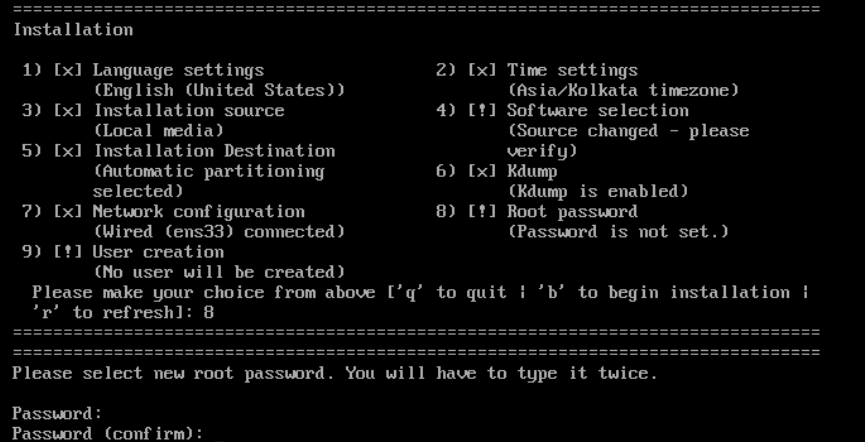 ================================================================================
Installation
1) [x] Language settings 2) [x] Time settings
(English (United States)) (Asia/Kolkata timezone)
3) [x] Installation source 4) [!] Software selection
(Local media) (Source changed - please
5) [x] Installation Destination verify)
(Automatic partitioning 6) [x] Kdump
selected) (Kdump is enabled)
7) [x] Network configuration 8) [!] Root password
(Wired (ens33) connected) (Password is not set.)
9) [!] User creation
(No user will be created)
Please make your choice from above ['q' to quit | 'b' to begin installation |
'r' to refresh]: 8
================================================================================
================================================================================
Please select new root password. You will have to type it twice.
Password:
Password (confirm):